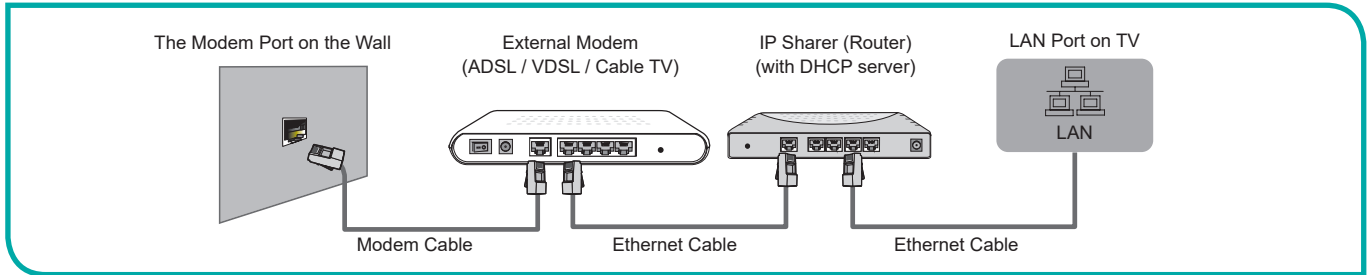 The Modem Port on the Wall
External Modem
(ADSL / VDSL / Cable TV)
IP Sharer (Router)
(with DHCP server)
LAN Port on TV
LAN
Modem Cable
Ethernet Cable
Ethernet Cable